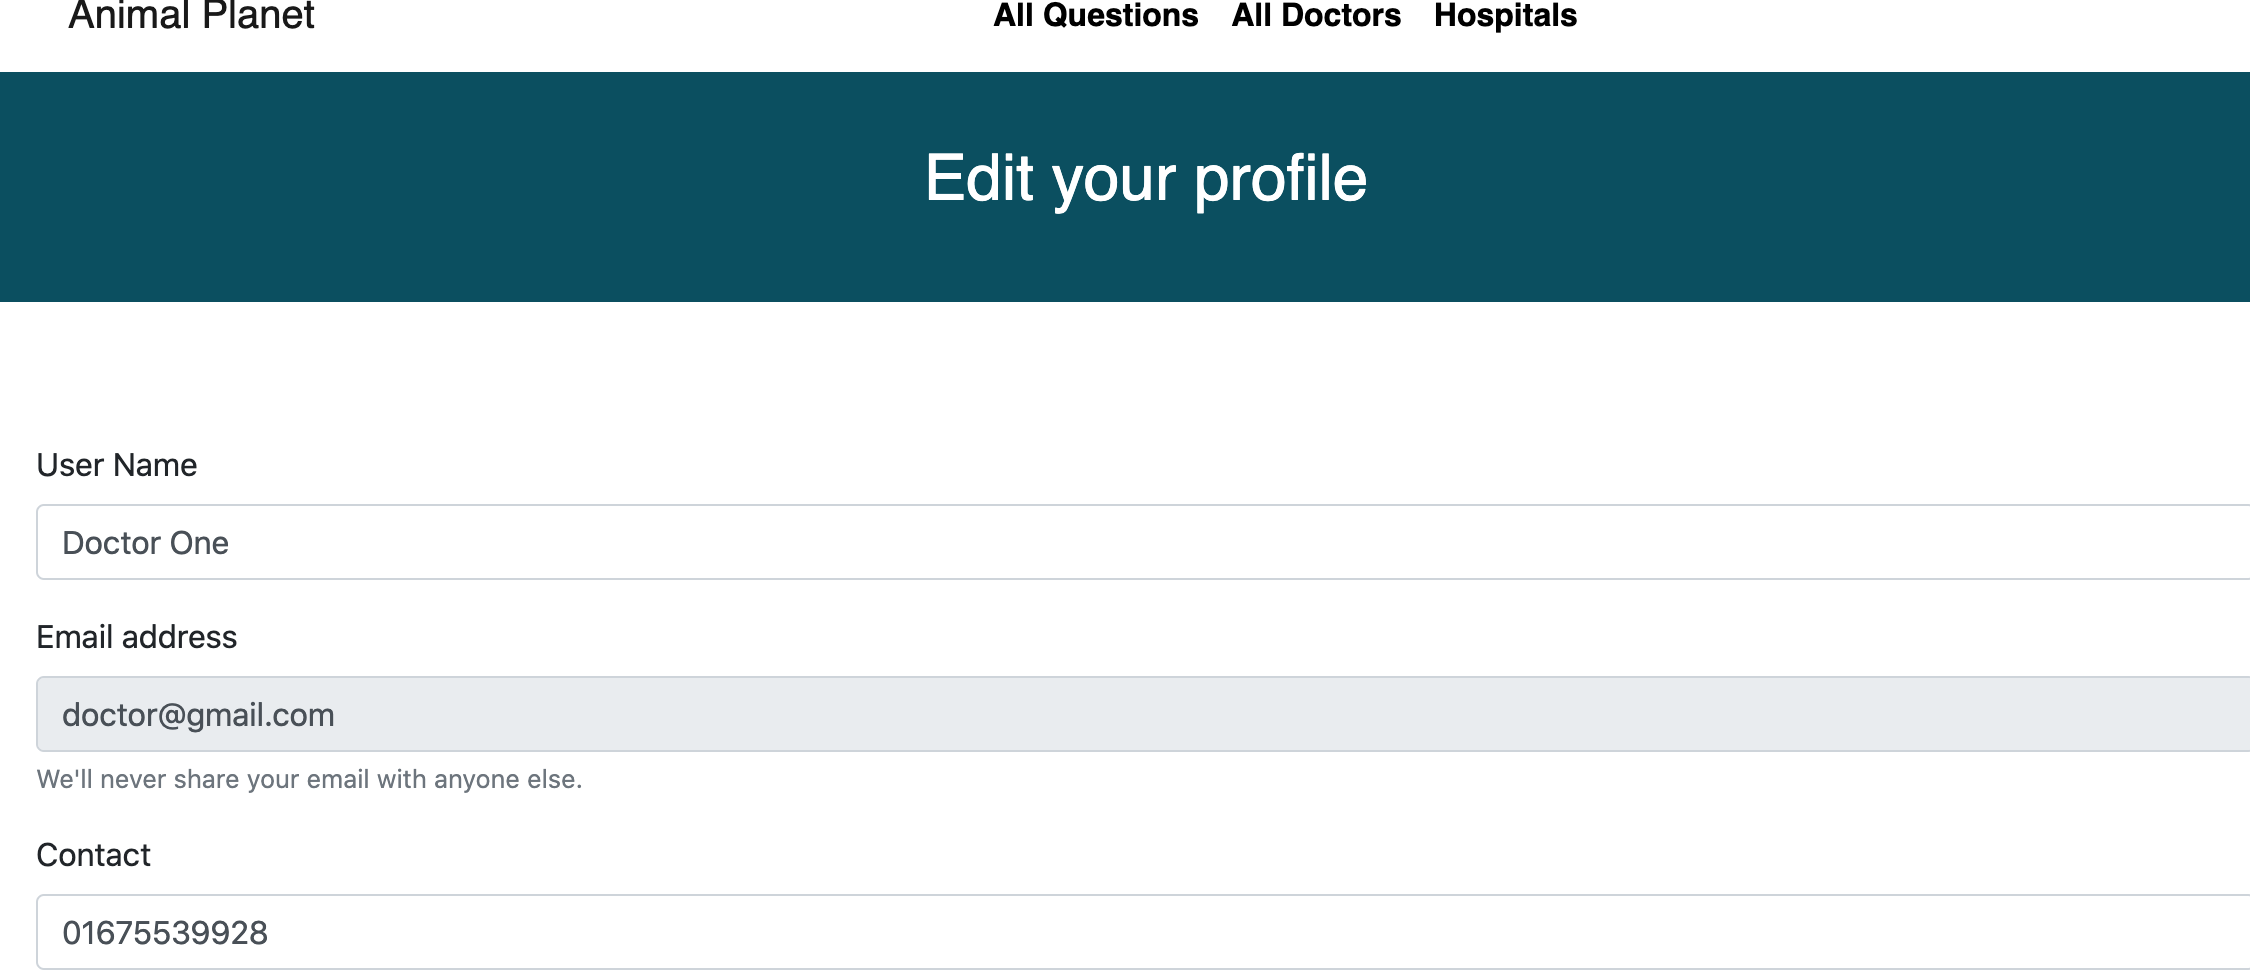 Animal Planet
All Questions All Doctors Hospitals
Edit your profile
User Name
Doctor One
Email address
doctor@gmail.com
We'll never share your email with anyone else.
Contact
01675539928